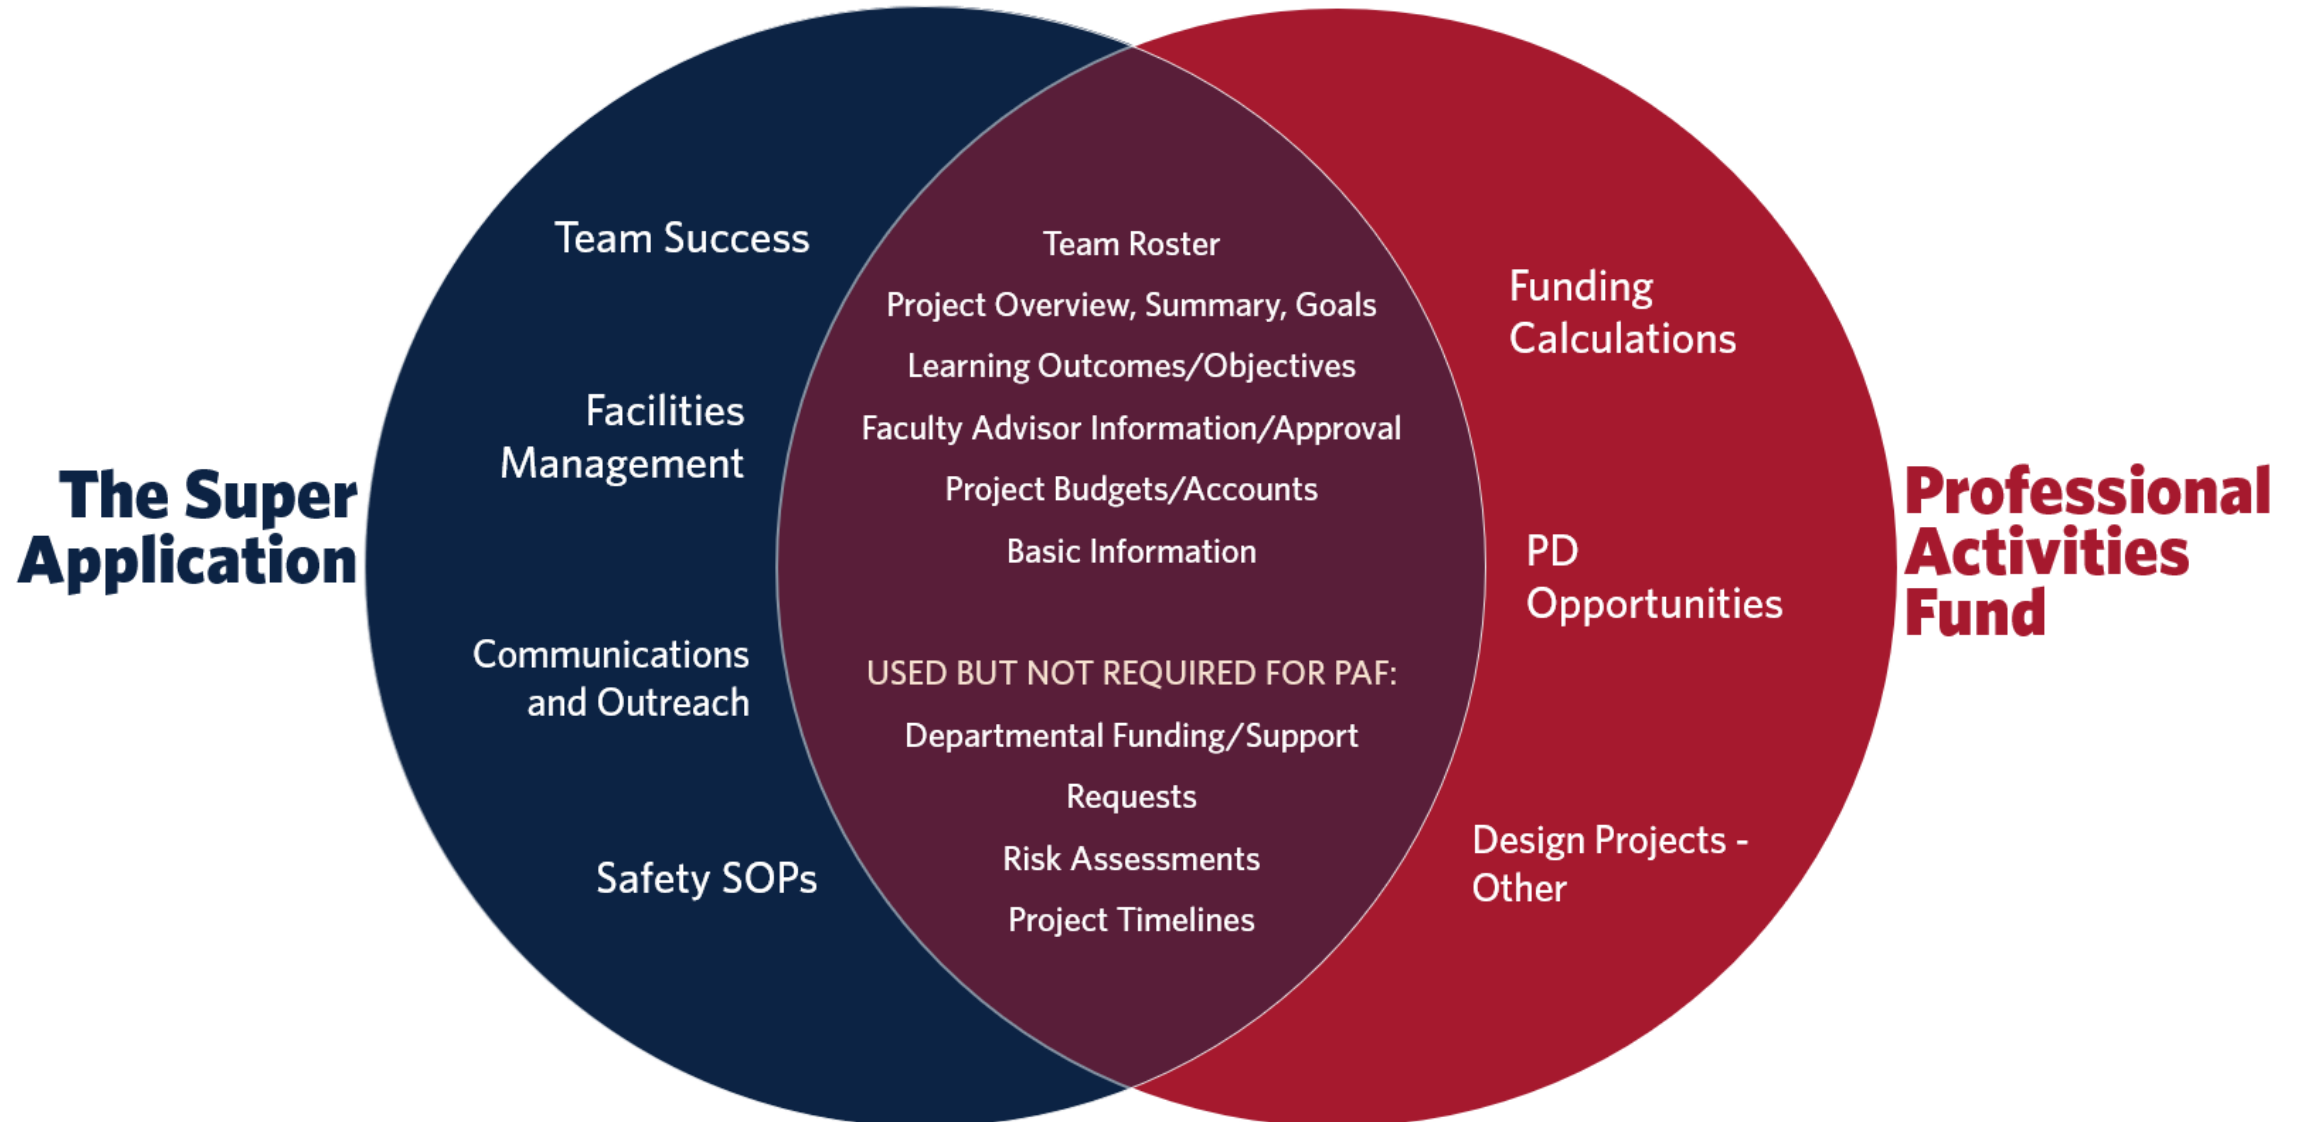 The Super
Application
Team Success
Facilities
Management
Communications
and Outreach
Safety SOPs
Team Roster
Project Overview, Summary, Goals
Learning Outcomes/Objectives
Faculty Advisor Information/Approval
Project Budgets/Accounts
Basic Information
USED BUT NOT REQUIRED FOR PAF:
Departmental Funding/Support
Requests
Risk Assessments
Project Timelines
Funding
Calculations
PD
Opportunities
Design Projects -
Other
Professional
Activities
Fund